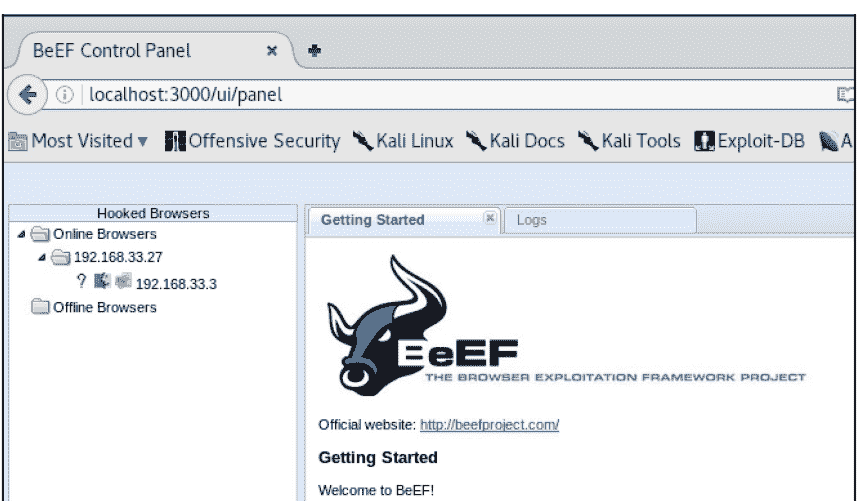 BeEF Control Panel
localhost:3000/ui/panel
Most Visited Offensive Security Kali Linux Kali Docs Kali Tools Exploit-DB A
Hooked Browsers
Online Browsers
192.168.33.27
? 192.168.33.3
Offline Browsers
Getting Started Logs
BeEF
THE BROWSER EXPLOITATION FRAMEWORK PROJECT
Official website: http://beefproject.com/
Getting Started
Welcome to BeEF!